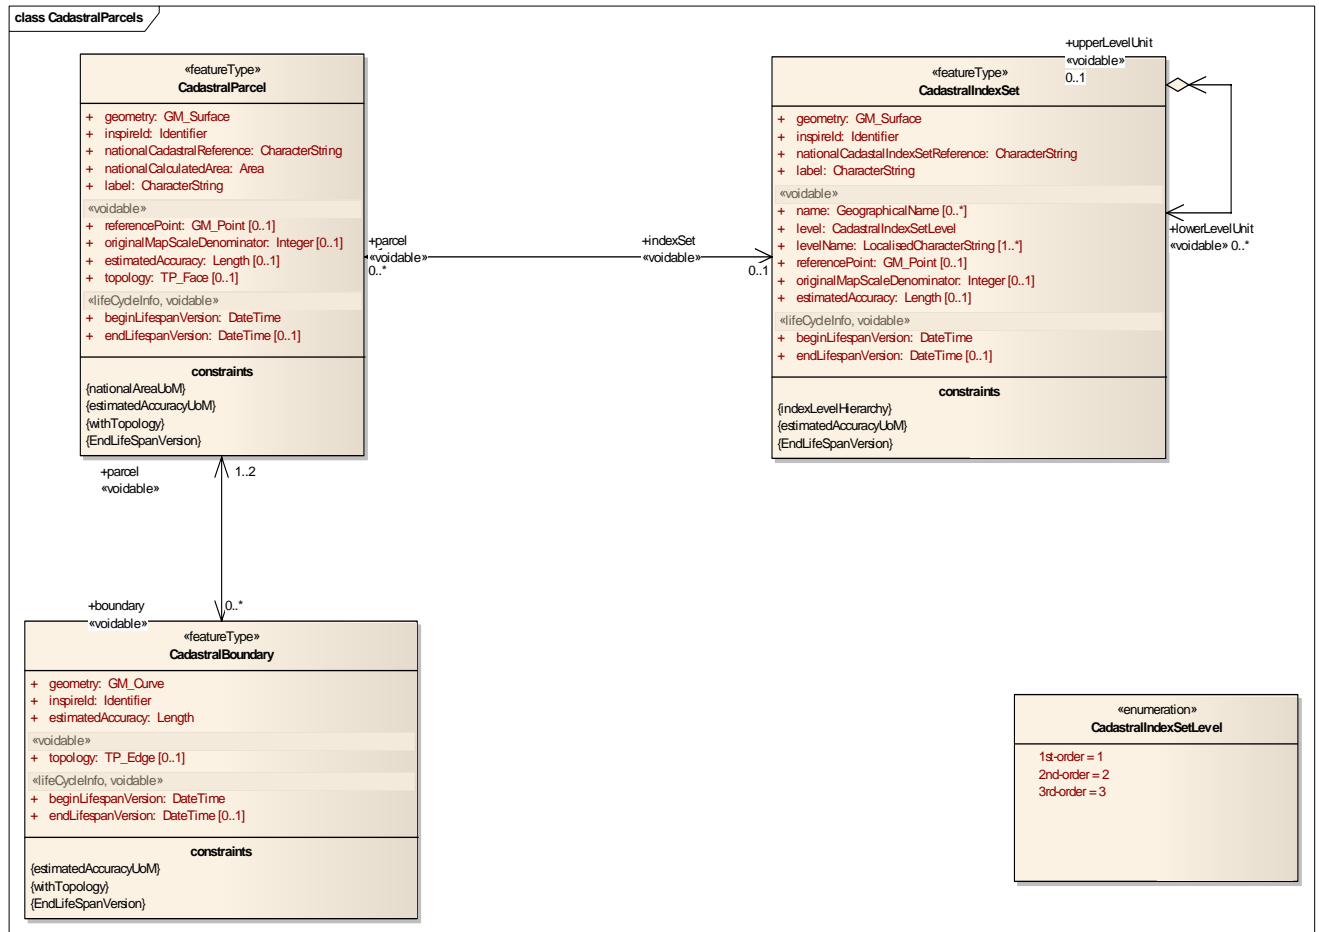 class CadastralParcels
«featureType»
CadastralParcel
+ geometry: GM_Surface
+ inspireId: Identifier
+ nationalCadastralReference: CharacterString
+ nationalCalculatedArea: Area
+ label: CharacterString
«voidable»
+ referencePoint: GM_Point [0..1]
+ originalMapScaleDenominator: Integer [0..1]
+ estimatedAccuracy: Length [0..1]
+ topology: TP_Face [0..1]
«lifeCycleInfo, voidable»
+ beginLifespanVersion: DateTime
+ endLifespanVersion: DateTime [0..1]
constraints
{nationalAreaUoM}
{estimatedAccuracyUoM}
{withTopology}
{EndLifeSpanVersion}
+parcel
«voidable»
0..*
+indexSet
«voidable»
0..1
+upperLevelUnit
«voidable»
0..1
«featureType»
CadastralIndexSet
+ geometry: GM_Surface
+ inspireId: Identifier
+ nationalCadastalIndexSetReference: CharacterString
+ label: CharacterString
«voidable»
+ name: GeographicalName [0..*]
+ level: CadastralIndexSetLevel
+ levelName: LocalisedCharacterString [1..*]
+ referencePoint: GM_Point [0..1]
+ originalMapScaleDenominator: Integer [0..1]
+ estimatedAccuracy: Length [0..1]
«lifeCycleInfo, voidable»
+ beginLifespanVersion: DateTime
+ endLifespanVersion: DateTime [0..1]
constraints
{indexLevelHierarchy}
{estimatedAccuracyUoM}
{EndLifeSpanVersion}
+lowerLevelUnit
«voidable» 0..*
+parcel
«voidable»
1..2
+boundary
«voidable»
0..*
«featureType»
CadastralBoundary
+ geometry: GM_Curve
+ inspireId: Identifier
+ estimatedAccuracy: Length
«voidable»
+ topology: TP_Edge [0..1]
«lifeCycleInfo, voidable»
+ beginLifespanVersion: DateTime
+ endLifespanVersion: DateTime [0..1]
constraints
{estimatedAccuracyUoM}
{withTopology}
{EndLifeSpanVersion}
«enumeration»
CadastralIndexSetLevel
1st-order = 1
2nd-order = 2
3rd-order = 3